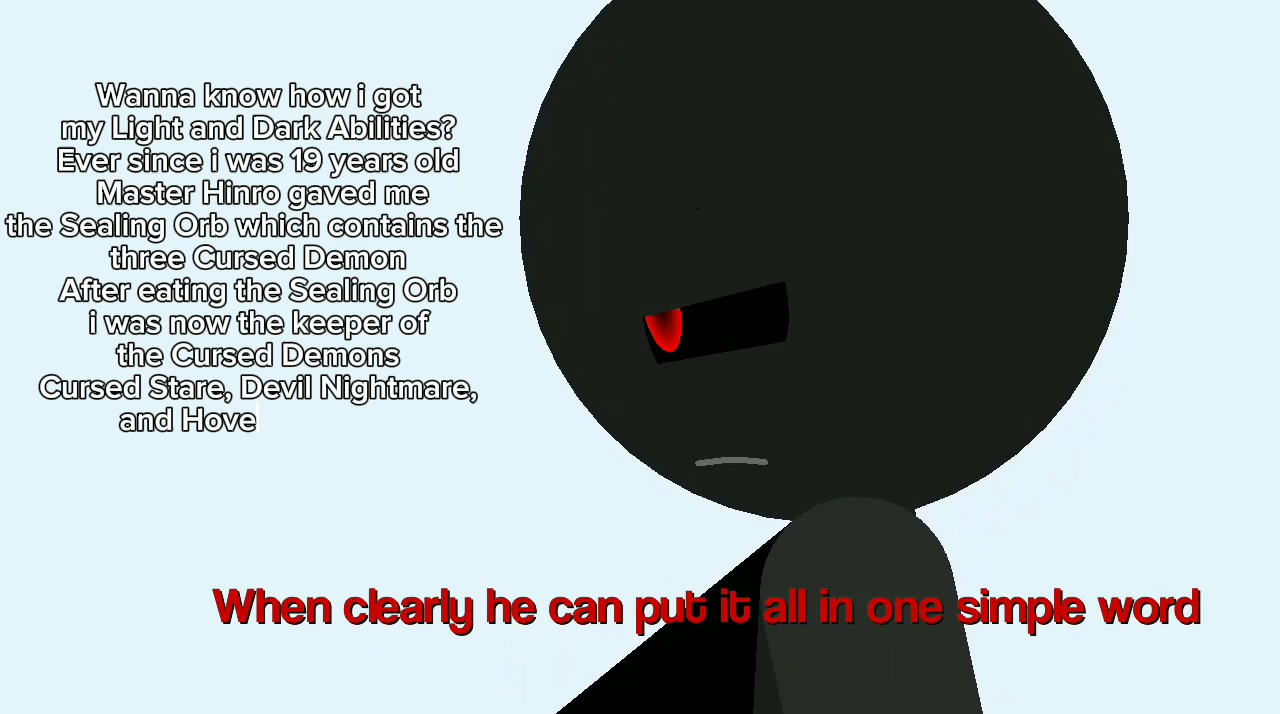 Wanna know how i got
my Light and Dark Abilities?
Ever since i was 19 years old
Master Hinro gaved me
the Sealing Orb which contains the
three Cursed Demon
After eating the Sealing Orb
i was now the keeper of
the Cursed Demons
Cursed Stare, Devil Nightmare,
and Hove
When clearly he can put it all in one simple word